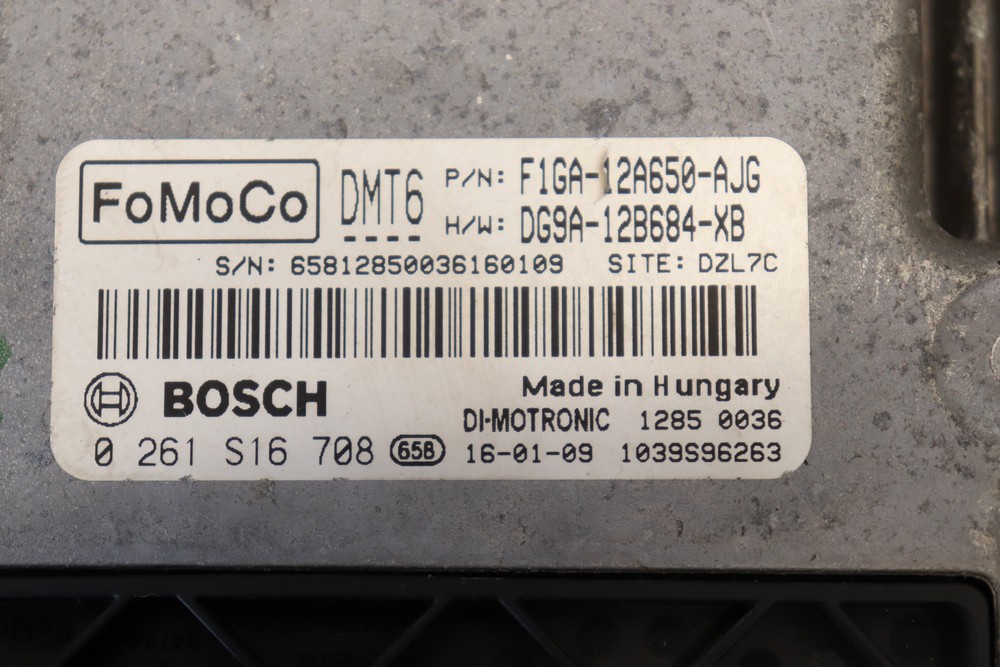 FoMoCo DMT6 P/N: F1GA-12A650-AJG
H/W: DG9A-12B684-XB
S/N: 65812850036160109 SITE: DZL7C
BOSCH Made in Hungary
DI-MOTRONIC 1285 0036
0 261 S16 708 658 16-01-09 1039S96263